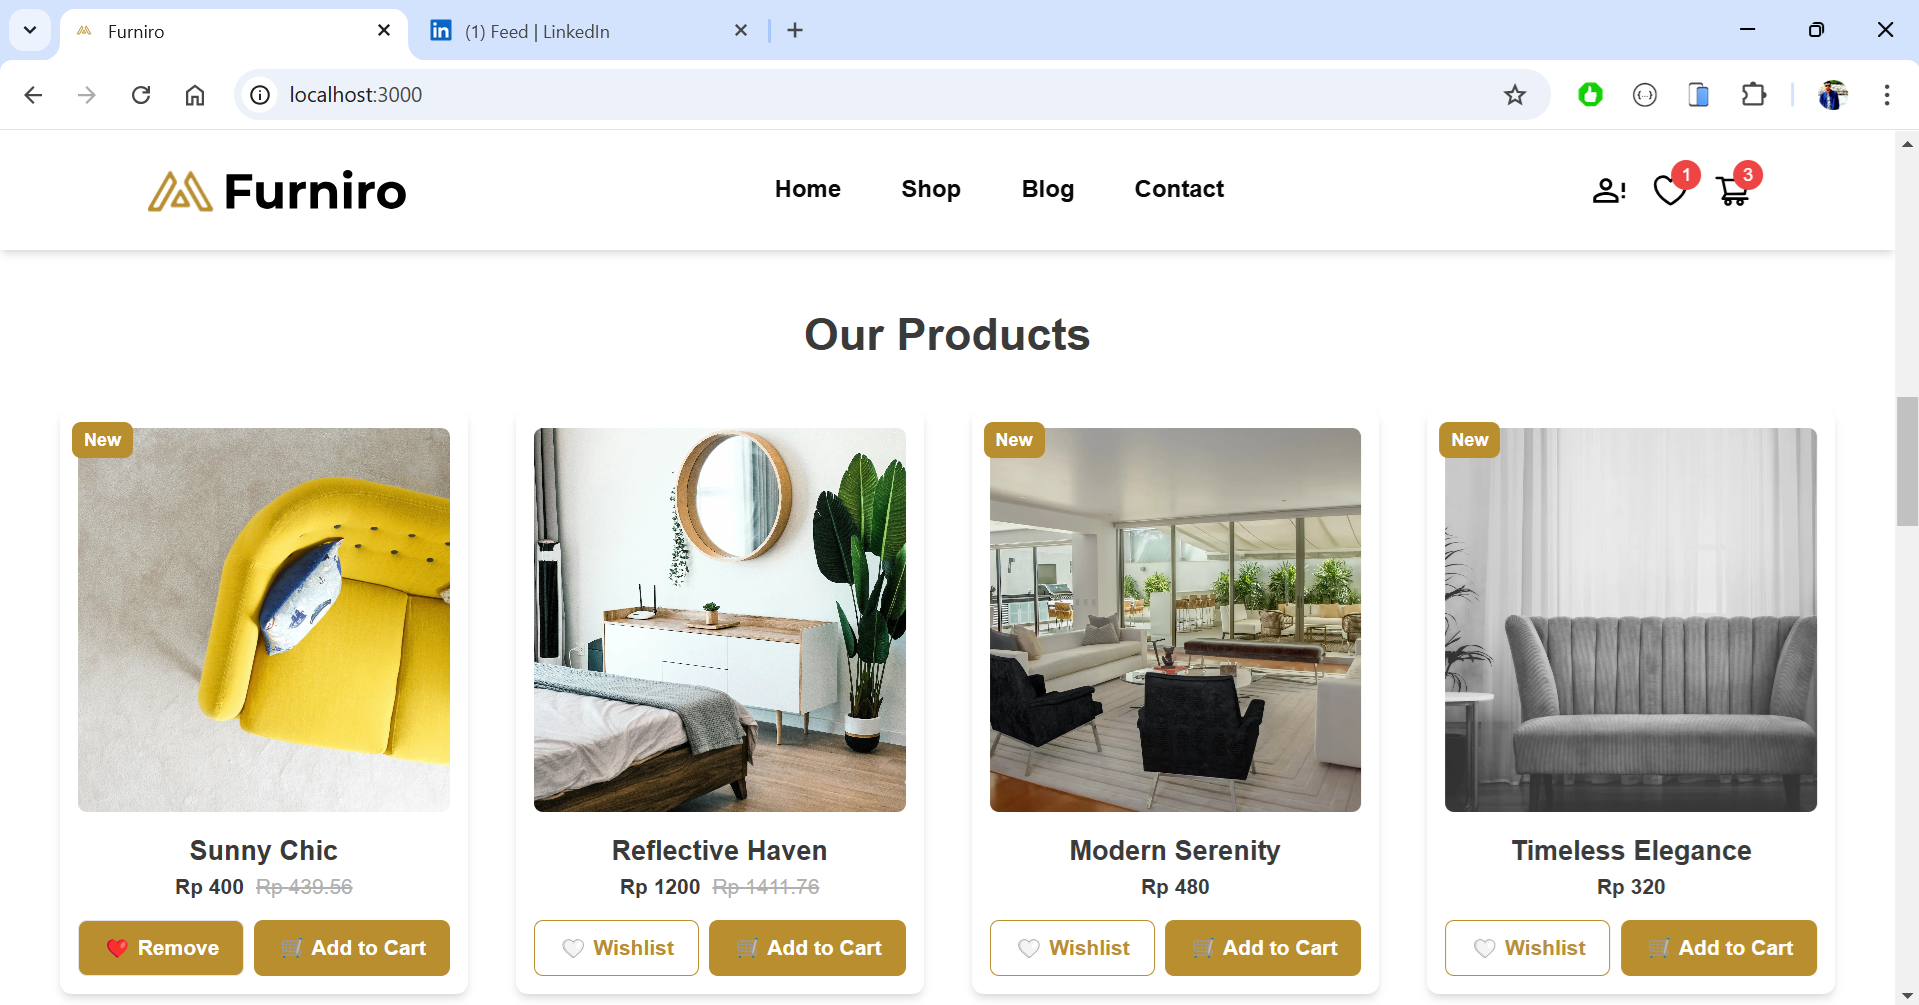 Furniro
(1) Feed | LinkedIn
localhost:3000
Furniro
Home Shop Blog Contact
1
3
Our Products
New
New
New
Sunny Chic
Rp 400 Rp 439.56
Remove
Add to Cart
Reflective Haven
Rp 1200 Rp 1411.76
Wishlist
Add to Cart
Modern Serenity
Rp 480
Wishlist
Add to Cart
Timeless Elegance
Rp 320
Wishlist
Add to Cart